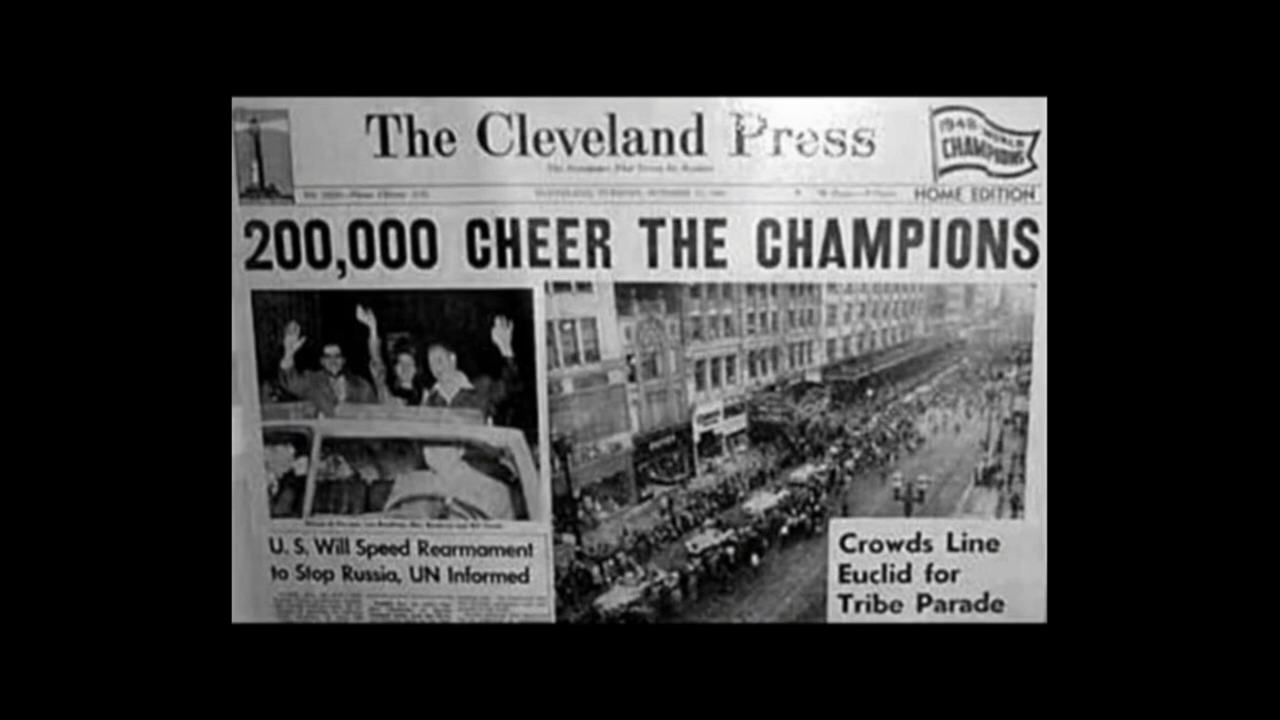 The Cleveland Press
1948 WORLD
CHAMPIONS
HOME EDITION
200,000 CHEER THE CHAMPIONS
U. S. Will Speed Rearmament
to Stop Russia, UN Informed
Crowds Line
Euclid for
Tribe Parade